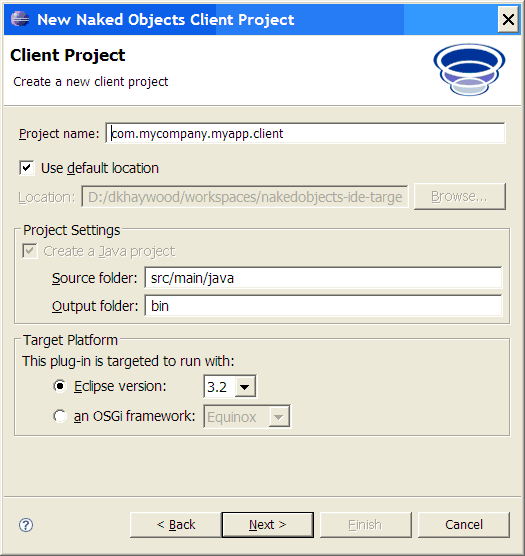 New Naked Objects Client Project
Client Project
Create a new client project
Project name: com.mycompany.myapp.client
Use default location
Location: D:/dkhaywood/workspaces/nakedobjects-ide-targe Browse...
Project Settings
Create a Java project
Source folder: src/main/java
Output folder: bin
Target Platform
This plug-in is targeted to run with:
Eclipse version: 3.2
an OSGi framework: Equinox
? < Back Next > Finish Cancel